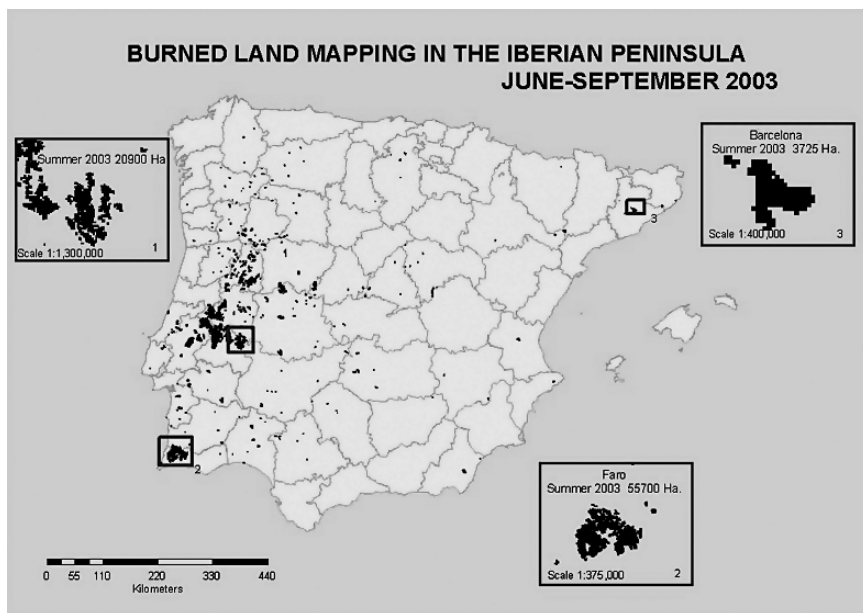 BURNED LAND MAPPING IN THE IBERIAN PENINSULA
JUNE-SEPTEMBER 2003
Summer 2003 20900 Ha
Scale 1:1,300,000
1
Barcelona
Summer 2003 3725 Ha.
Scale 1:400,000
3
1
3
2
Faro
Summer 2003 55700 Ha.
Scale 1:375,000
2
0 55 110 220 330 440
Kilometers